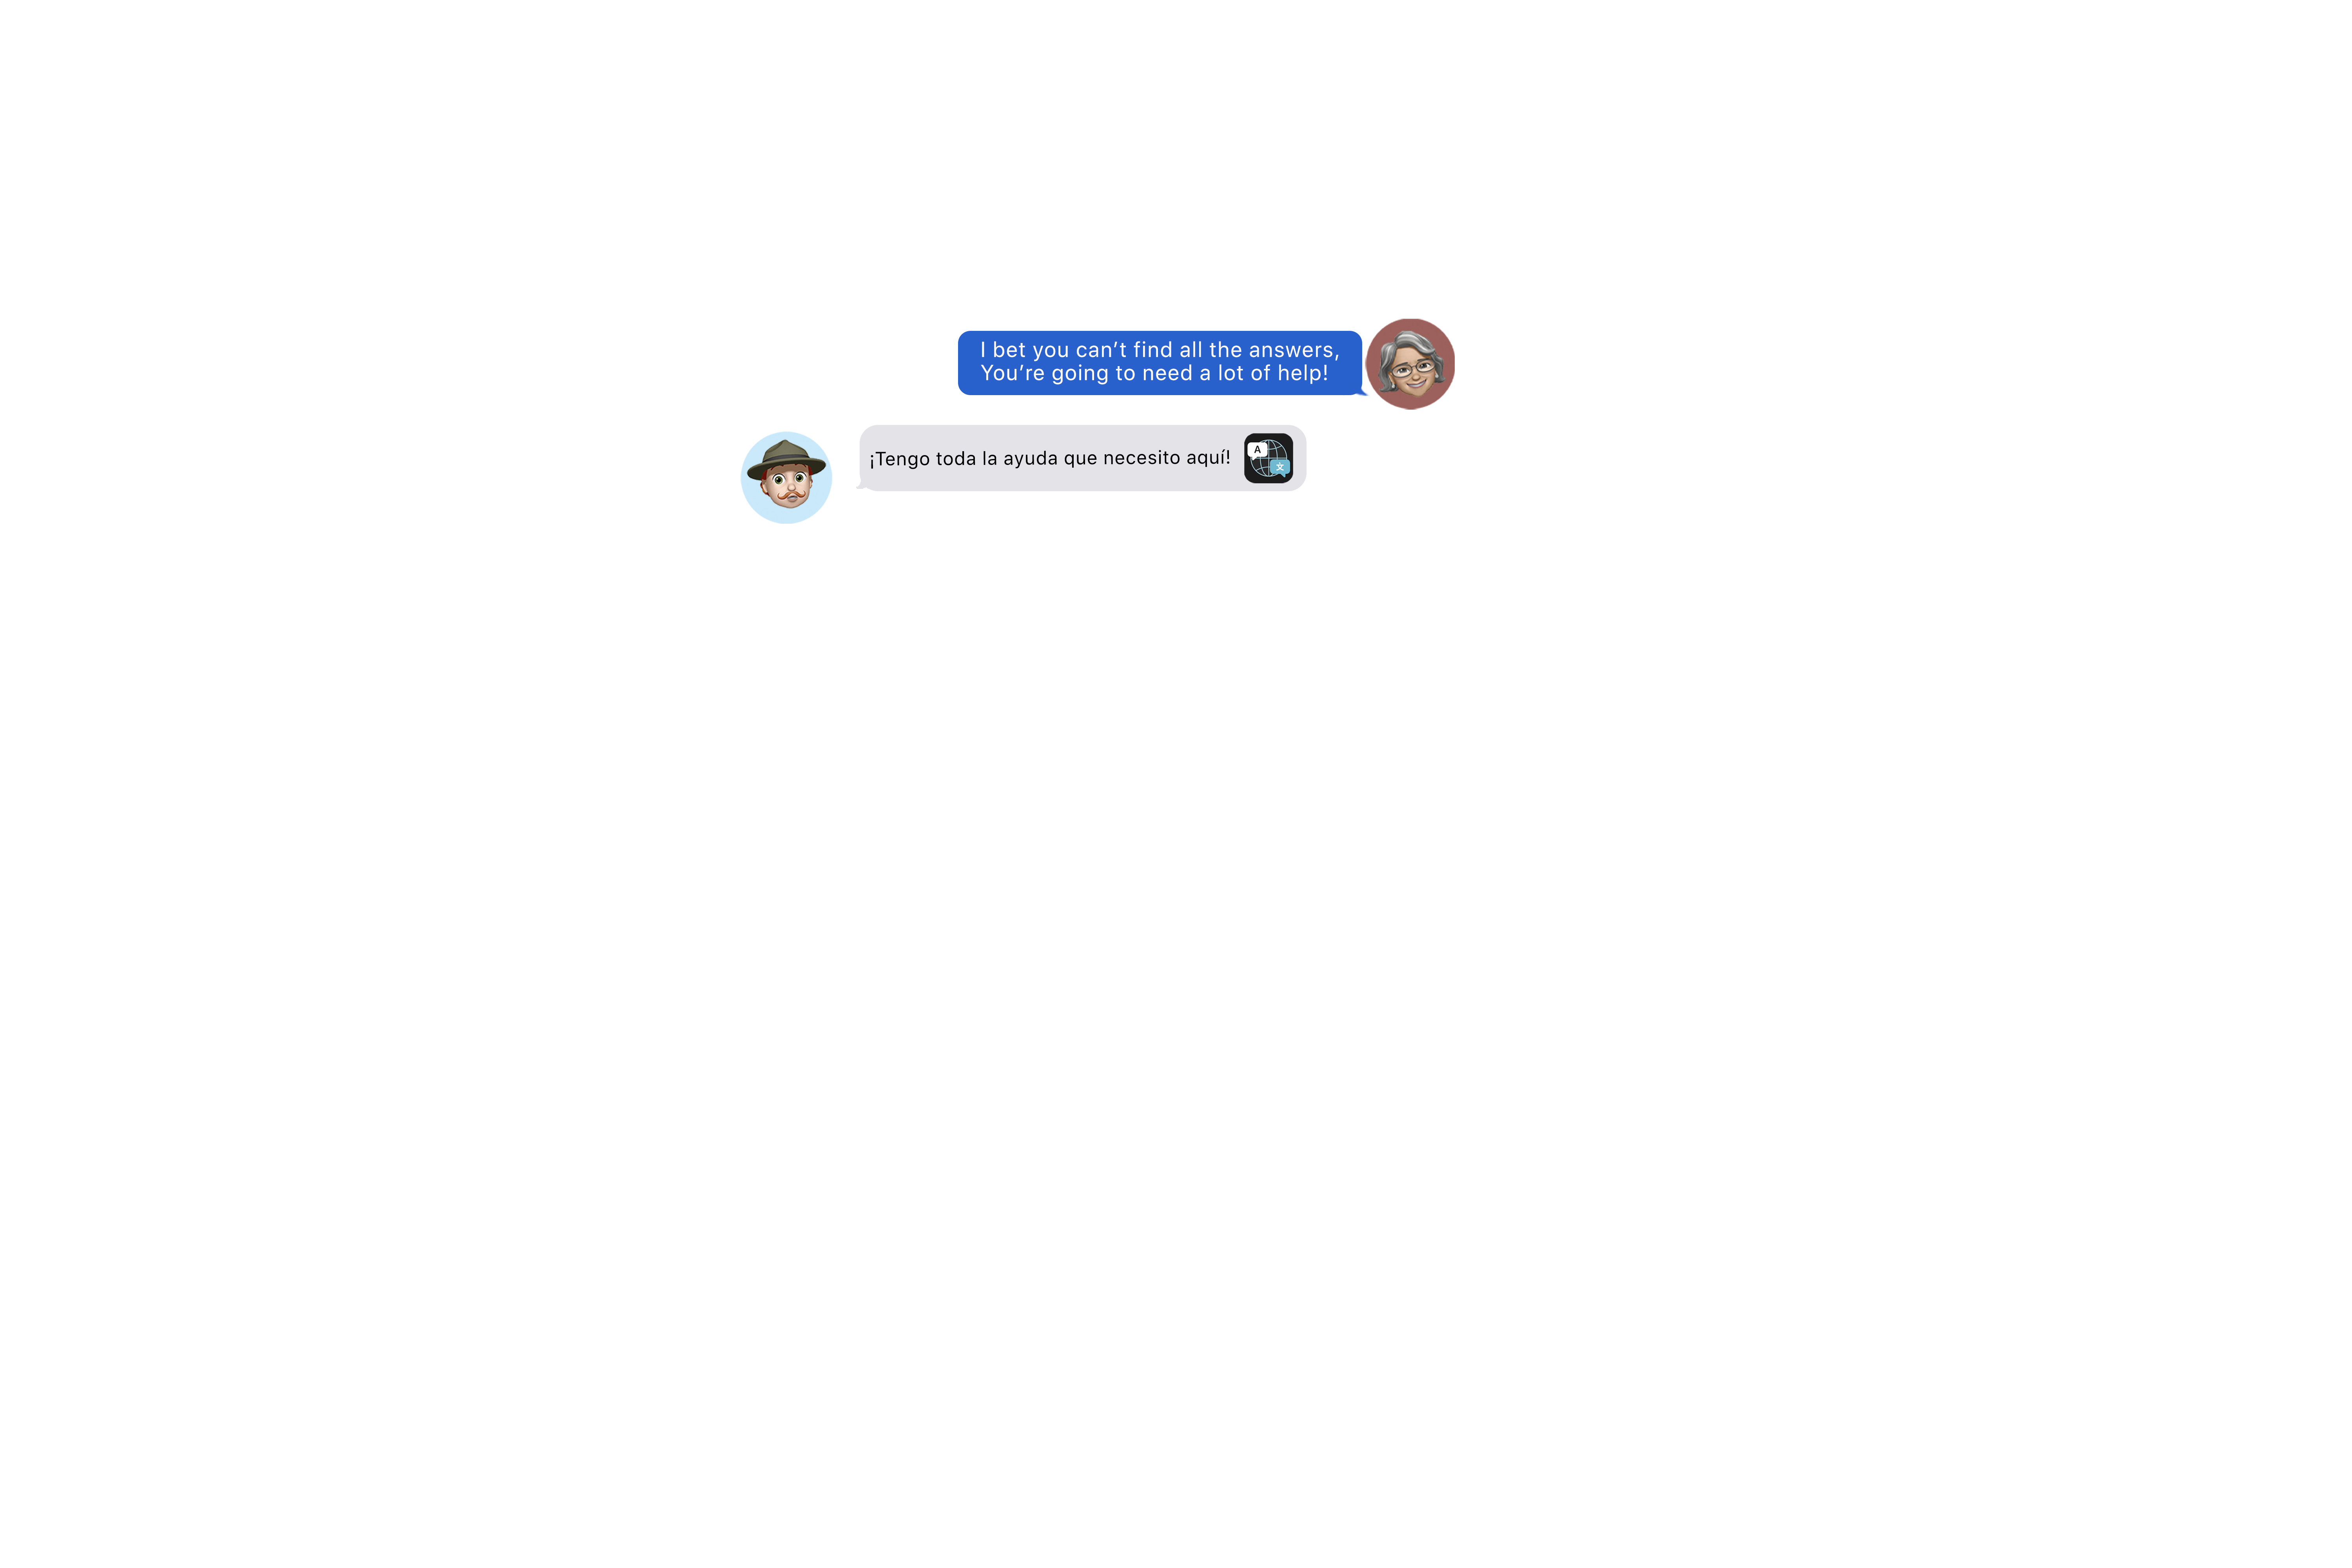 I bet you can’t find all the answers,
You’re going to need a lot of help!
¡Tengo toda la ayuda que necesito aquí!
A
文